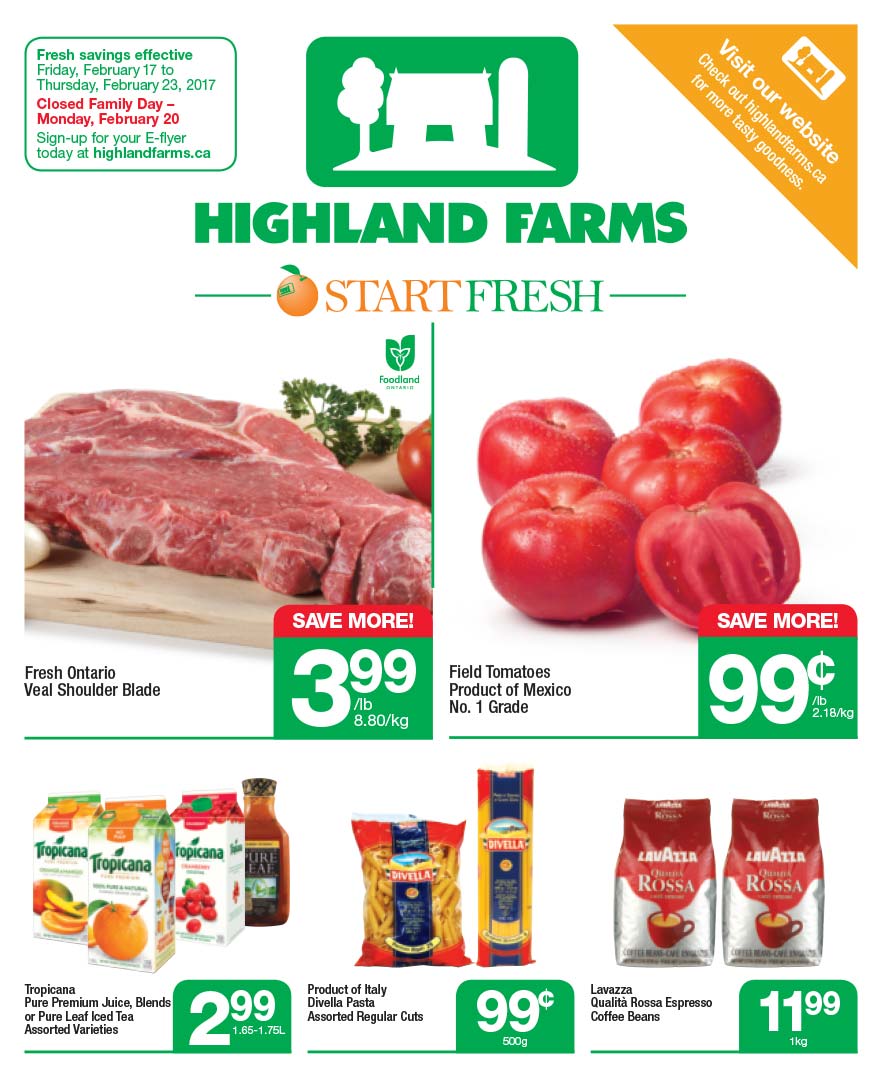 Fresh savings effective
Friday, February 17 to
Thursday, February 23, 2017
Closed Family Day –
Monday, February 20
Sign-up for your E-flyer
today at highlandfarms.ca
Visit our website
Check out highlandfarms.ca
for more tasty goodness.
HIGHLAND FARMS
START FRESH
Foodland
ONTARIO
SAVE MORE!
Fresh Ontario
Veal Shoulder Blade
3.99
/lb
8.80/kg
SAVE MORE!
Field Tomatoes
Product of Mexico
No. 1 Grade
99¢
/lb
2.18/kg
Tropicana
Tropicana
100% PURE & NATURAL
Tropicana
CRANBERRY
PURE
LEAF
DIVELLA
DIVELLA
LAVAZZA
QUALITÀ
ROSSA
LAVAZZA
QUALITÀ
ROSSA
Tropicana
Pure Premium Juice, Blends
or Pure Leaf Iced Tea
Assorted Varieties
2.99
1.65-1.75L
Product of Italy
Divella Pasta
Assorted Regular Cuts
99¢
500g
Lavazza
Qualità Rossa Espresso
Coffee Beans
11.99
1kg